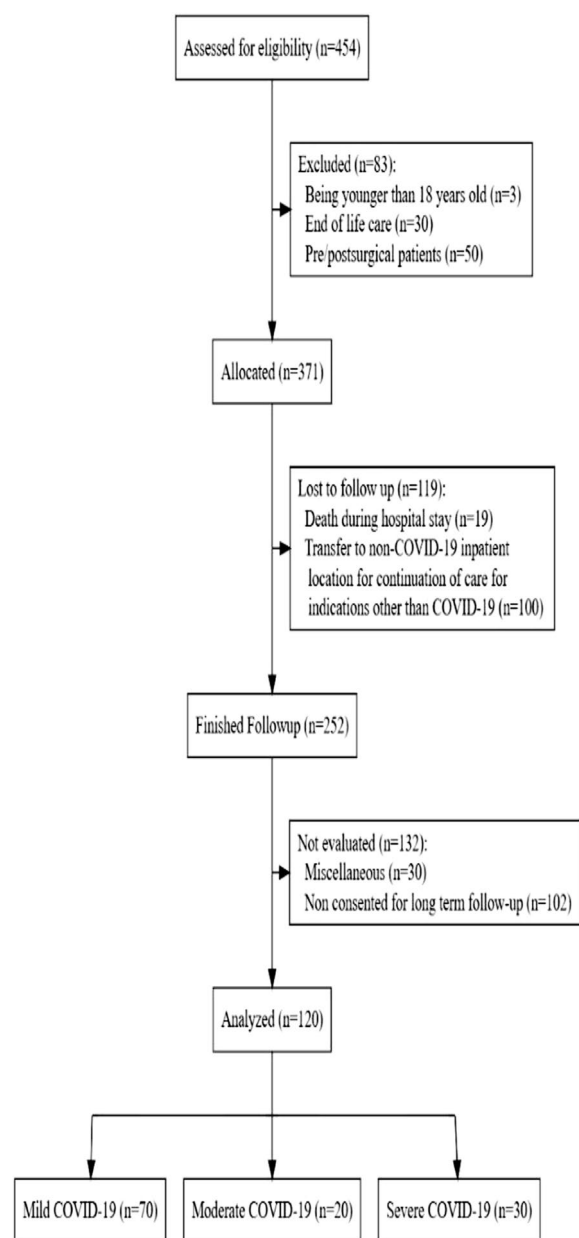 Assessed for eligibility (n=454)
Excluded (n=83):
Being younger than 18 years old (n=3)
End of life care (n=30)
Pre/postsurgical patients (n=50)
Allocated (n=371)
Lost to follow up (n=119):
Death during hospital stay (n=19)
Transfer to non-COVID-19 inpatient
location for continuation of care for
indications other than COVID-19 (n=100)
Finished Followup (n=252)
Not evaluated (n=132):
Miscellaneous (n=30)
Non consented for long term follow-up (n=102)
Analyzed (n=120)
Mild COVID-19 (n=70)
Moderate COVID-19 (n=20)
Severe COVID-19 (n=30)